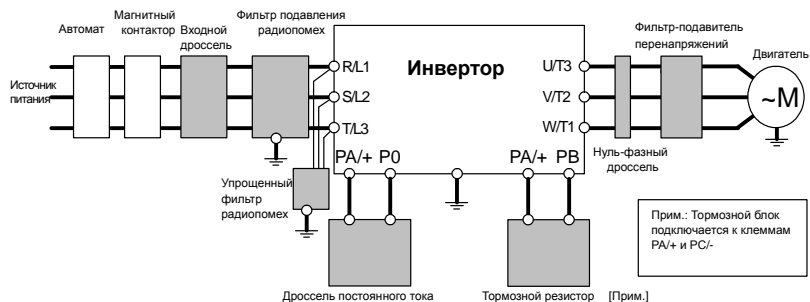 Автомат
Магнитный
контактор
Входной
дроссель
Фильтр подавления
радиопомех
Источник
питания
R/L1
S/L2
T/L3
Инвертор
U/T3
V/T2
W/T1
PA/+
P0
PA/+
PB
Фильтр-подавитель
перенапряжений
Двигатель
~M
Нуль-фазный
дроссель
Упрощенный
фильтр
радиопомех
Прим.: Тормозной блок
подключается к клеммам
PA/+ и PC/-
Дроссель постоянного тока
Тормозной резистор
[Прим.]